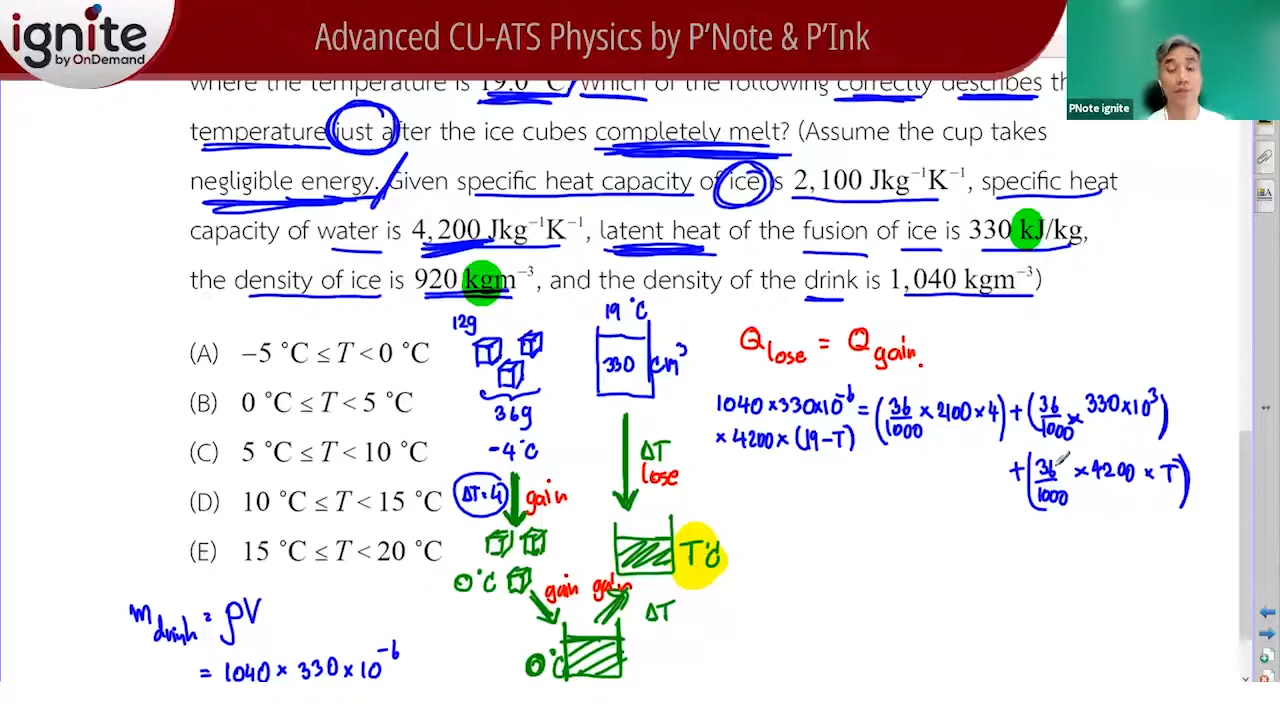 ignite
by OnDemand
Advanced CU-ATS Physics by P'Note & P'Ink
PNote ignite
where the temperature is 19.0 °C, Which of the following correctly describes th
temperature just after the ice cubes completely melt? (Assume the cup takes
negligible energy. Given specific heat capacity of ice is 2,100 Jkg⁻¹K⁻¹, specific heat
capacity of water is 4,200 Jkg⁻¹K⁻¹, latent heat of the fusion of ice is 330 kJ/kg,
the density of ice is 920 kgm⁻³, and the density of the drink is 1,040 kgm⁻³)
(A) −5 °C ≤ T < 0 °C
(B) 0 °C ≤ T < 5 °C
(C) 5 °C ≤ T < 10 °C
(D) 10 °C ≤ T < 15 °C
(E) 15 °C ≤ T < 20 °C
12g
36g
-4°C
ΔT=4
gain
0°C
gain gain
ΔT
0°C
19 °C
330 cm³
ΔT
lose
T°C
Q lose = Q gain.
1040 × 330 × 10⁻⁶ = (36/1000 × 2100 × 4) + (36/1000 × 330 × 10³)
× 4200 × (19 - T)
+ (36/1000 × 4200 × T)
m drink = ρV
= 1040 × 330 × 10⁻⁶